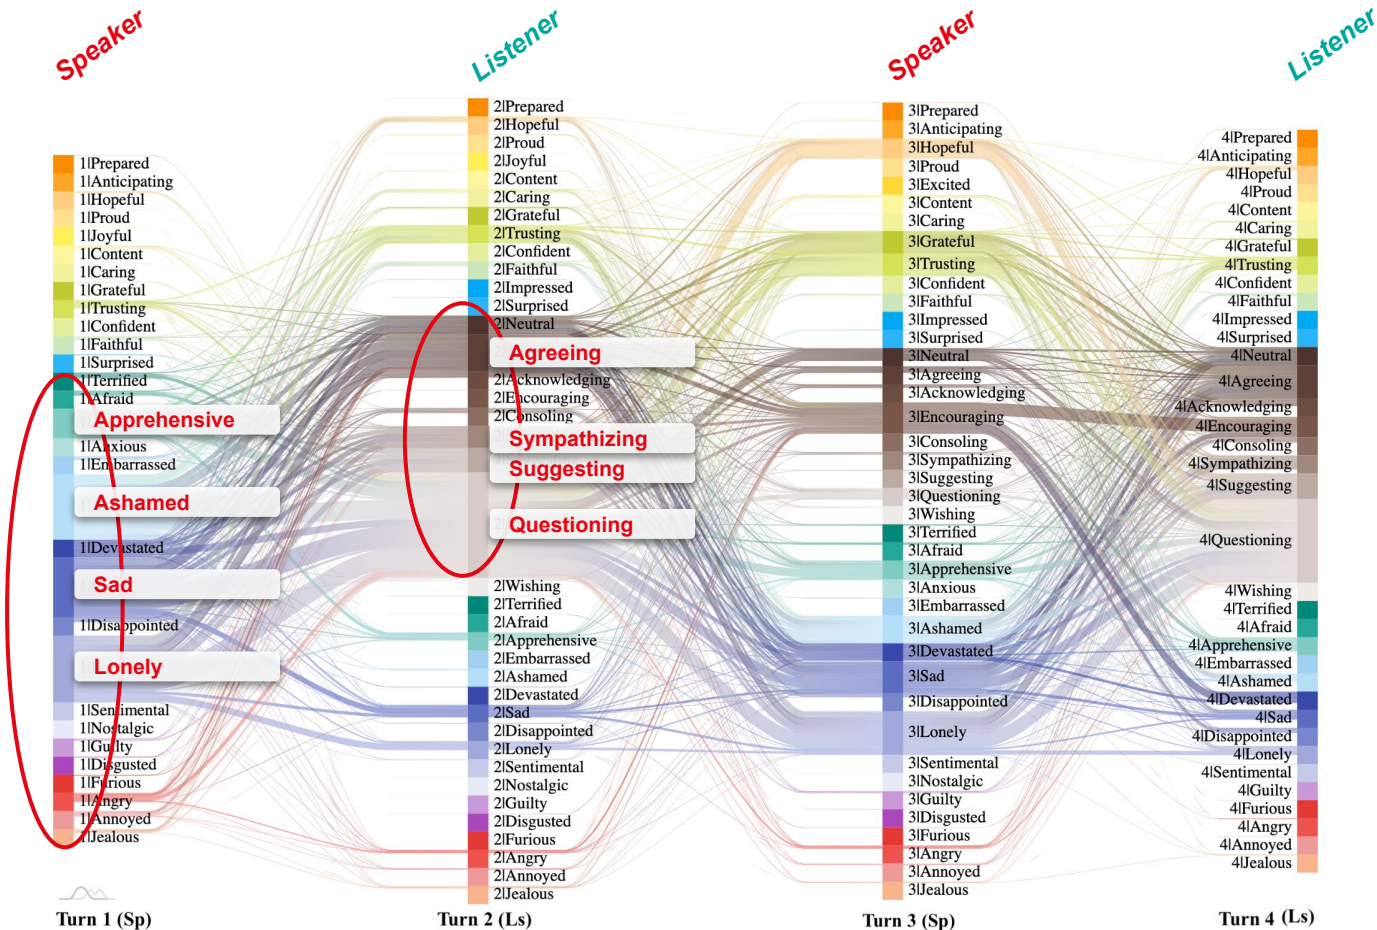 Speaker
Listener
Speaker
Listener
1|Prepared
1|Anticipating
1|Hopeful
1|Proud
1|Joyful
1|Content
1|Caring
1|Grateful
1|Trusting
1|Confident
1|Faithful
1|Surprised
1|Terrified
1|Afraid
Apprehensive
1|Anxious
1|Embarrassed
Ashamed
1|Devastated
Sad
1|Disappointed
Lonely
1|Sentimental
1|Nostalgic
1|Guilty
1|Disgusted
1|Furious
1|Angry
1|Annoyed
1|Jealous
Turn 1 (Sp)
2|Prepared
2|Hopeful
2|Proud
2|Joyful
2|Content
2|Caring
2|Grateful
2|Trusting
2|Confident
2|Faithful
2|Impressed
2|Surprised
2|Neutral
Agreeing
2|Acknowledging
2|Encouraging
2|Consoling
Sympathizing
Suggesting
Questioning
2|Wishing
2|Terrified
2|Afraid
2|Apprehensive
2|Embarrassed
2|Ashamed
2|Devastated
2|Sad
2|Disappointed
2|Lonely
2|Sentimental
2|Nostalgic
2|Guilty
2|Disgusted
2|Furious
2|Angry
2|Annoyed
2|Jealous
Turn 2 (Ls)
3|Prepared
3|Anticipating
3|Hopeful
3|Proud
3|Excited
3|Content
3|Caring
3|Grateful
3|Trusting
3|Confident
3|Faithful
3|Impressed
3|Surprised
3|Neutral
3|Agreeing
3|Acknowledging
3|Encouraging
3|Consoling
3|Sympathizing
3|Suggesting
3|Questioning
3|Wishing
3|Terrified
3|Afraid
3|Apprehensive
3|Anxious
3|Embarrassed
3|Ashamed
3|Devastated
3|Sad
3|Disappointed
3|Lonely
3|Sentimental
3|Nostalgic
3|Guilty
3|Disgusted
3|Furious
3|Angry
3|Annoyed
3|Jealous
Turn 3 (Sp)
4|Prepared
4|Anticipating
4|Hopeful
4|Proud
4|Content
4|Caring
4|Grateful
4|Trusting
4|Confident
4|Faithful
4|Impressed
4|Surprised
4|Neutral
4|Agreeing
4|Acknowledging
4|Encouraging
4|Consoling
4|Sympathizing
4|Suggesting
4|Questioning
4|Wishing
4|Terrified
4|Afraid
4|Apprehensive
4|Embarrassed
4|Ashamed
4|Devastated
4|Sad
4|Disappointed
4|Lonely
4|Sentimental
4|Guilty
4|Furious
4|Angry
4|Annoyed
4|Jealous
Turn 4 (Ls)